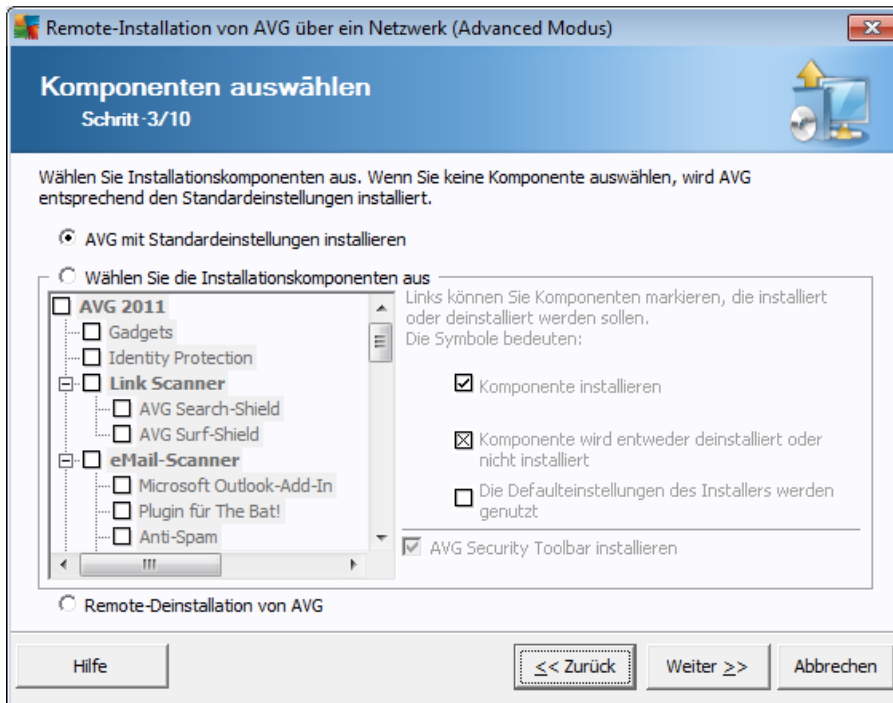 Remote-Installation von AVG über ein Netzwerk (Advanced Modus)
Komponenten auswählen
Schritt-3/10
Wählen Sie Installationskomponenten aus. Wenn Sie keine Komponente auswählen, wird AVG
entsprechend den Standardeinstellungen installiert.
AVG mit Standardeinstellungen installieren
Wählen Sie die Installationskomponenten aus
AVG 2011
Gadgets
Identity Protection
Link Scanner
AVG Search-Shield
AVG Surf-Shield
eMail-Scanner
Microsoft Outlook-Add-In
Plugin für The Bat!
Anti-Spam
Links können Sie Komponenten markieren, die installiert
oder deinstalliert werden sollen.
Die Symbole bedeuten:
Komponente installieren
Komponente wird entweder deinstalliert oder
nicht installiert
Die Defaulteinstellungen des Installers werden
genutzt
AVG Security Toolbar installieren
Remote-Deinstallation von AVG
Hilfe
<< Zurück
Weiter >>
Abbrechen